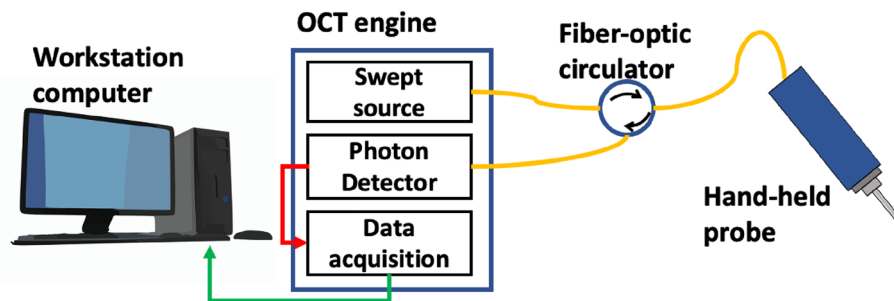 OCT engine
Workstation
computer
Swept
source
Photon
Detector
Data
acquisition
Fiber-optic
circulator
Hand-held
probe